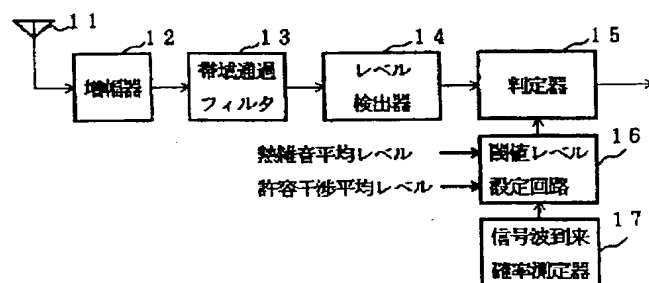 11
12
13
14
15
増幅器
帯域通過
フィルタ
レベル
検出器
判定器
16
熱雑音平均レベル
許容干渉平均レベル
閾値レベル
設定回路
17
信号波到来
確率測定器